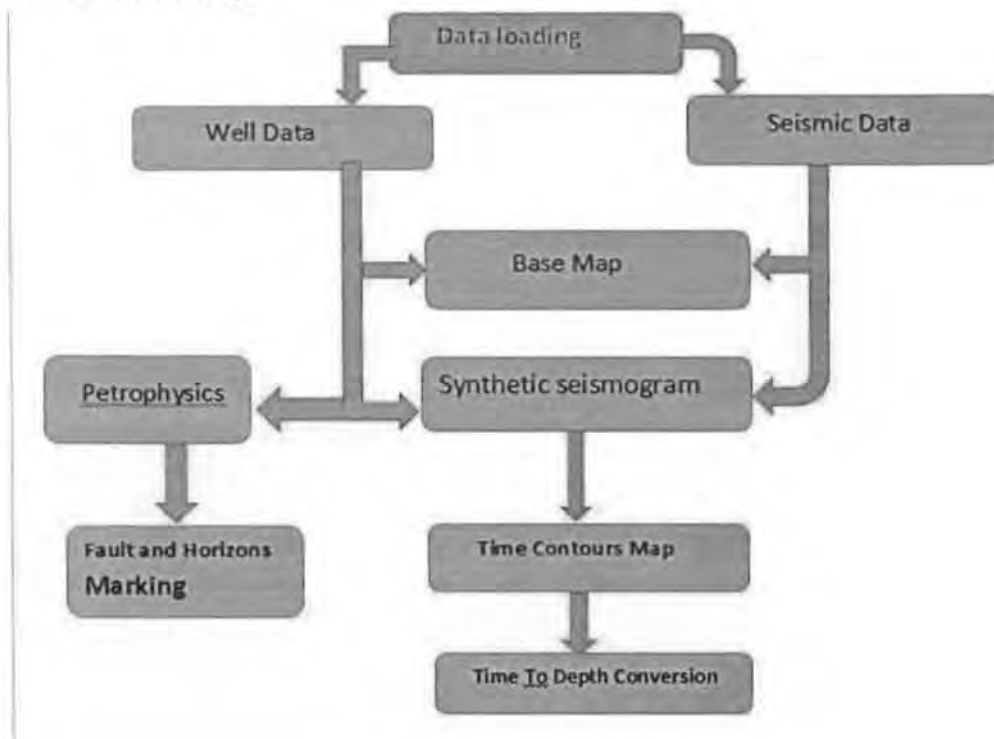 Data loading
Well Data
Seismic Data
Base Map
Petrophysics
Synthetic seismogram
Fault and Horizons
Marking
Time Contours Map
Time To Depth Conversion